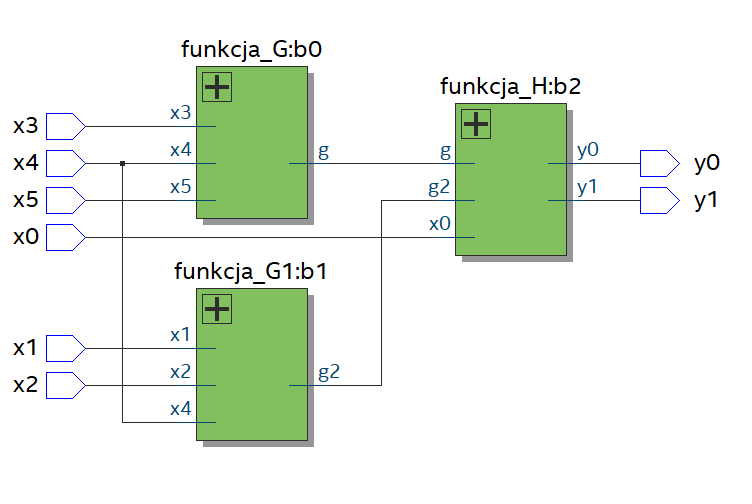 funkcja_G:b0
funkcja_H:b2
x3 x3
x4 x4 g g y0 y0
x5 x5 g2 y1 y1
x0 x0
funkcja_G1:b1
x1 x1
x2 x2 g2
x4